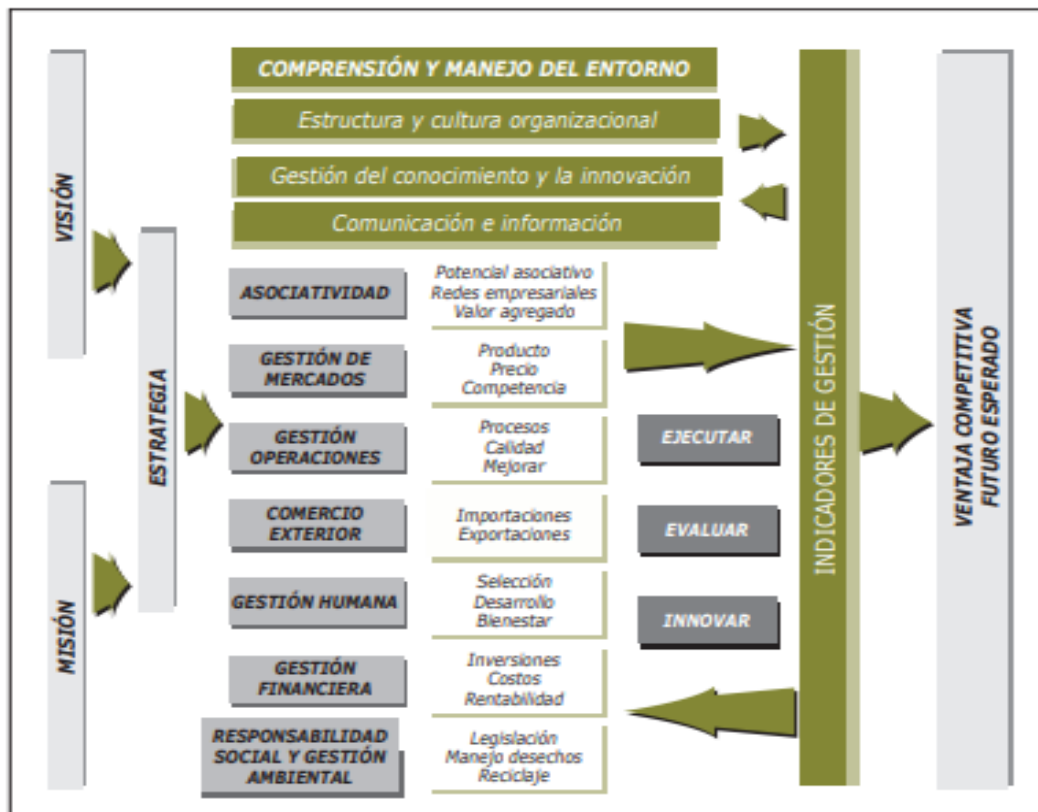 VISIÓN
MISIÓN
ESTRATEGIA
COMPRENSIÓN Y MANEJO DEL ENTORNO
Estructura y cultura organizacional
Gestión del conocimiento y la innovación
Comunicación e información
ASOCIATIVIDAD
Potencial asociativo
Redes empresariales
Valor agregado
GESTIÓN DE
MERCADOS
Producto
Precio
Competencia
GESTIÓN
OPERACIONES
Procesos
Calidad
Mejorar
COMERCIO
EXTERIOR
Importaciones
Exportaciones
GESTIÓN HUMANA
Selección
Desarrollo
Bienestar
GESTIÓN
FINANCIERA
Inversiones
Costos
Rentabilidad
RESPONSABILIDAD
SOCIAL Y GESTIÓN
AMBIENTAL
Legislación
Manejo desechos
Reciclaje
EJECUTAR
EVALUAR
INNOVAR
INDICADORES DE GESTIÓN
VENTAJA COMPETITIVA
FUTURO ESPERADO